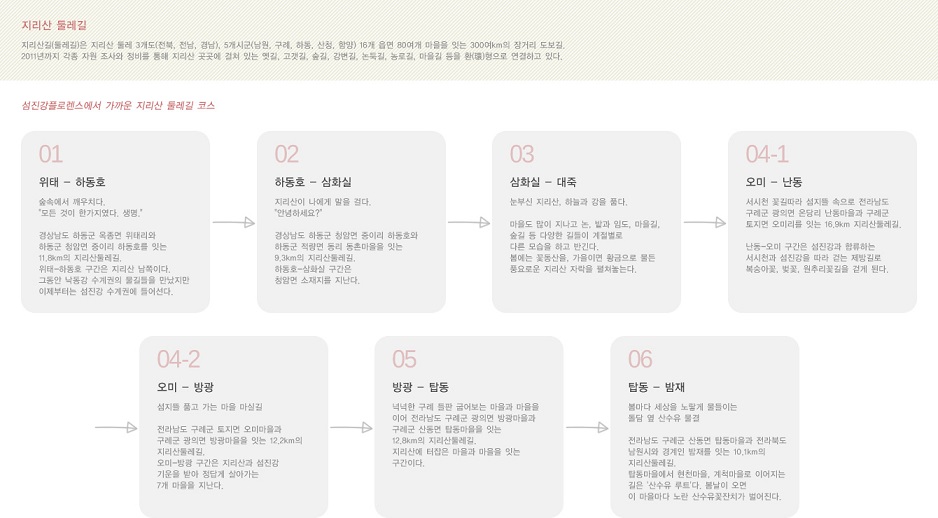 지리산 둘레길
지리산길(둘레길)은 지리산 둘레 3개도(전북, 전남, 경남), 5개시군(남원, 구례, 하동, 산청, 함양) 16개 읍면 80여개 마을을 잇는 300여km의 장거리 도보길.
2011년까지 각종 자원 조사와 정비를 통해 지리산 곳곳에 걸쳐 있는 옛길, 고갯길, 숲길, 강변길, 논둑길, 농로길, 마을길 등을 환(環)형으로 연결하고 있다.
섬진강플로렌스에서 가까운 지리산 둘레길 코스
01
위태 – 하동호
숲속에서 깨우치다.
"모든 것이 한가지였다. 생명."
경상남도 하동군 옥종면 위태리와
하동군 청암면 중이리 하동호를 잇는
11,8km의 지리산둘레길.
위태-하동호 구간은 지리산 남쪽이다.
그동안 낙동강 수계권의 물길들을 만났지만
이제부터는 섬진강 수계권에 들어선다.
02
하동호 – 삼화실
지리산이 나에게 말을 걸다.
"안녕하세요?"
경상남도 하동군 청암면 중이리 하동호와
하동군 적량면 동리 동촌마을을 잇는
9,3km의 지리산둘레길.
하동호-삼화실 구간은
청암면 소재지를 지난다.
03
삼화실 – 대죽
눈부신 지리산, 하늘과 강을 품다.
마을도 많이 지나고 논, 밭과 임도, 마을길,
숲길 등 다양한 길들이 계절별로
다른 모습을 하고 반긴다.
봄에는 꽃동산을, 가을이면 황금으로 물든
풍요로운 지리산 자락을 펼쳐놓는다.
04-1
오미 – 난동
서시천 꽃길따라 섬지뜰 속으로 전라남도
구례군 광의면 온당리 난동마을과 구례군
토지면 오미리를 잇는 16,9km 지리산둘레길.
난동-오미 구간은 섬진강과 합류하는
서시천과 섬진강을 따라 걷는 제방길로
복숭아꽃, 벚꽃, 원추리꽃길을 걷게 된다.
04-2
오미 – 방광
섬지뜰 품고 가는 마을 마실길
전라남도 구례군 토지면 오미마을과
구례군 광의면 방광마을을 잇는 12,2km의
지리산둘레길.
오미-방광 구간은 지리산과 섬진강
기운을 받아 정답게 살아가는
7개 마을을 지난다.
05
방광 – 탑동
넉넉한 구례 들판 굽어보는 마을과 마을을
이어 전라남도 구례군 광의면 방광마을과
구례군 산동면 탑동마을을 잇는
12,8km의 지리산둘레길.
지리산에 터잡은 마을과 마을을 잇는
구간이다.
06
탑동 – 밤재
봄마다 세상을 노랗게 물들이는
돌담 옆 산수유 물결
전라남도 구례군 산동면 탑동마을과 전라북도
남원시와 경계인 밤재를 잇는 10,1km의
지리산둘레길.
탑동마을에서 현천마을, 계척마을로 이어지는
길은 '산수유 루트'다. 봄날이 오면
이 마을마다 노란 산수유꽃잔치가 벌어진다.